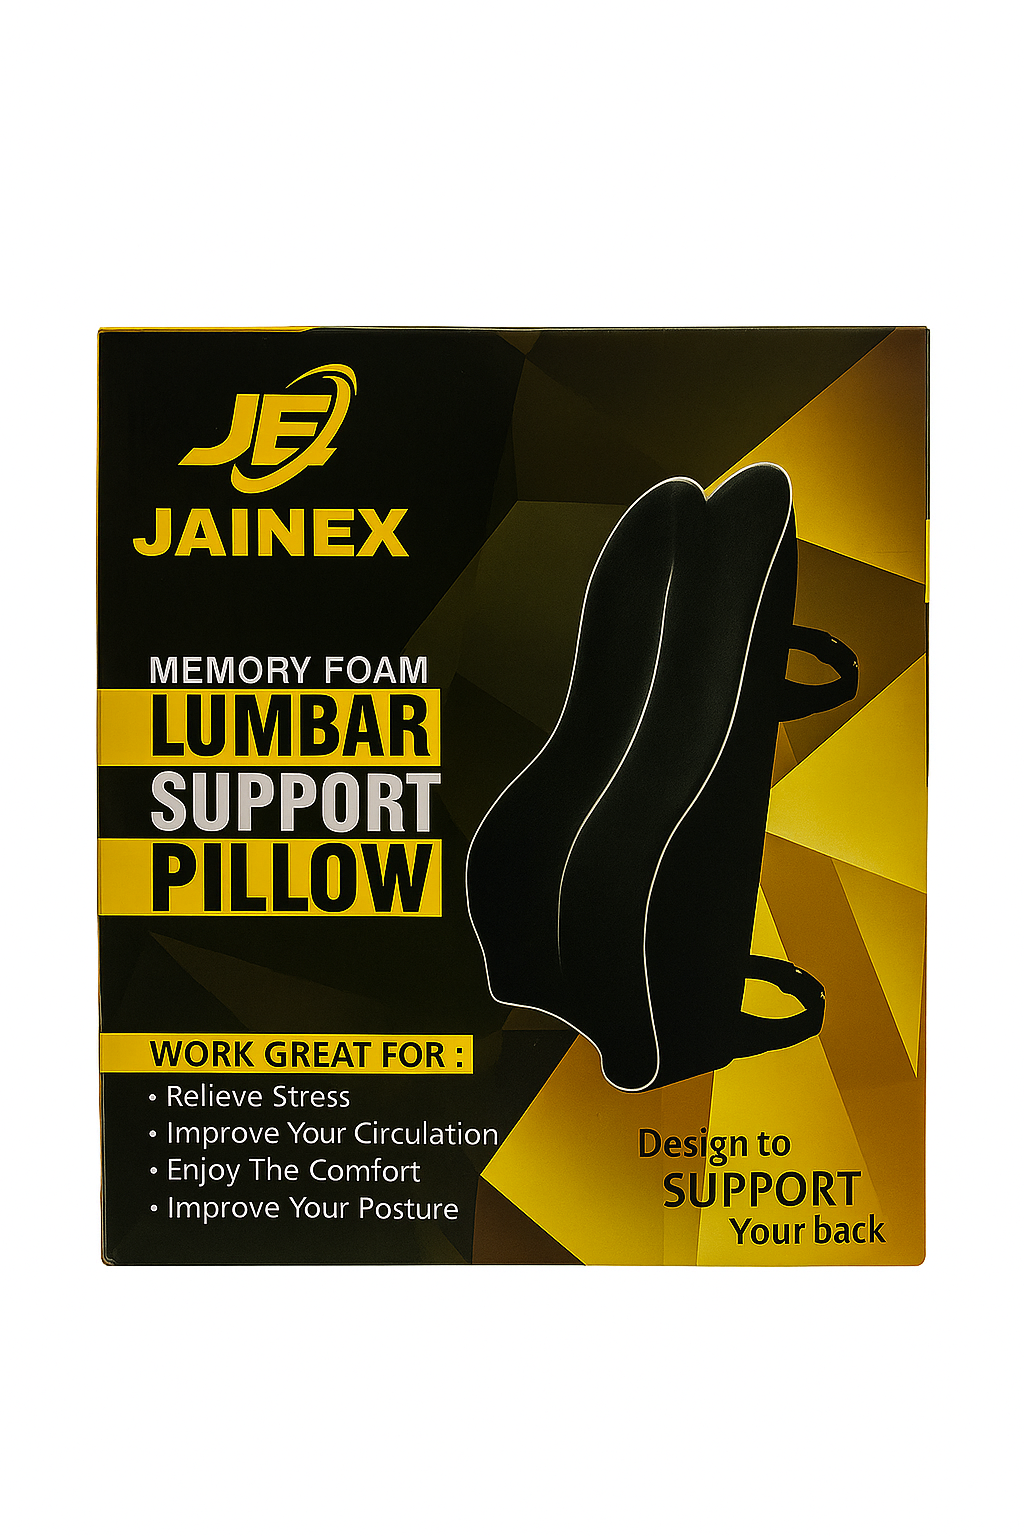 JE
JAINEX
MEMORY FOAM
LUMBAR
SUPPORT
PILLOW
WORK GREAT FOR :
• Relieve Stress
• Improve Your Circulation
• Enjoy The Comfort
• Improve Your Posture
Design to
SUPPORT
Your back